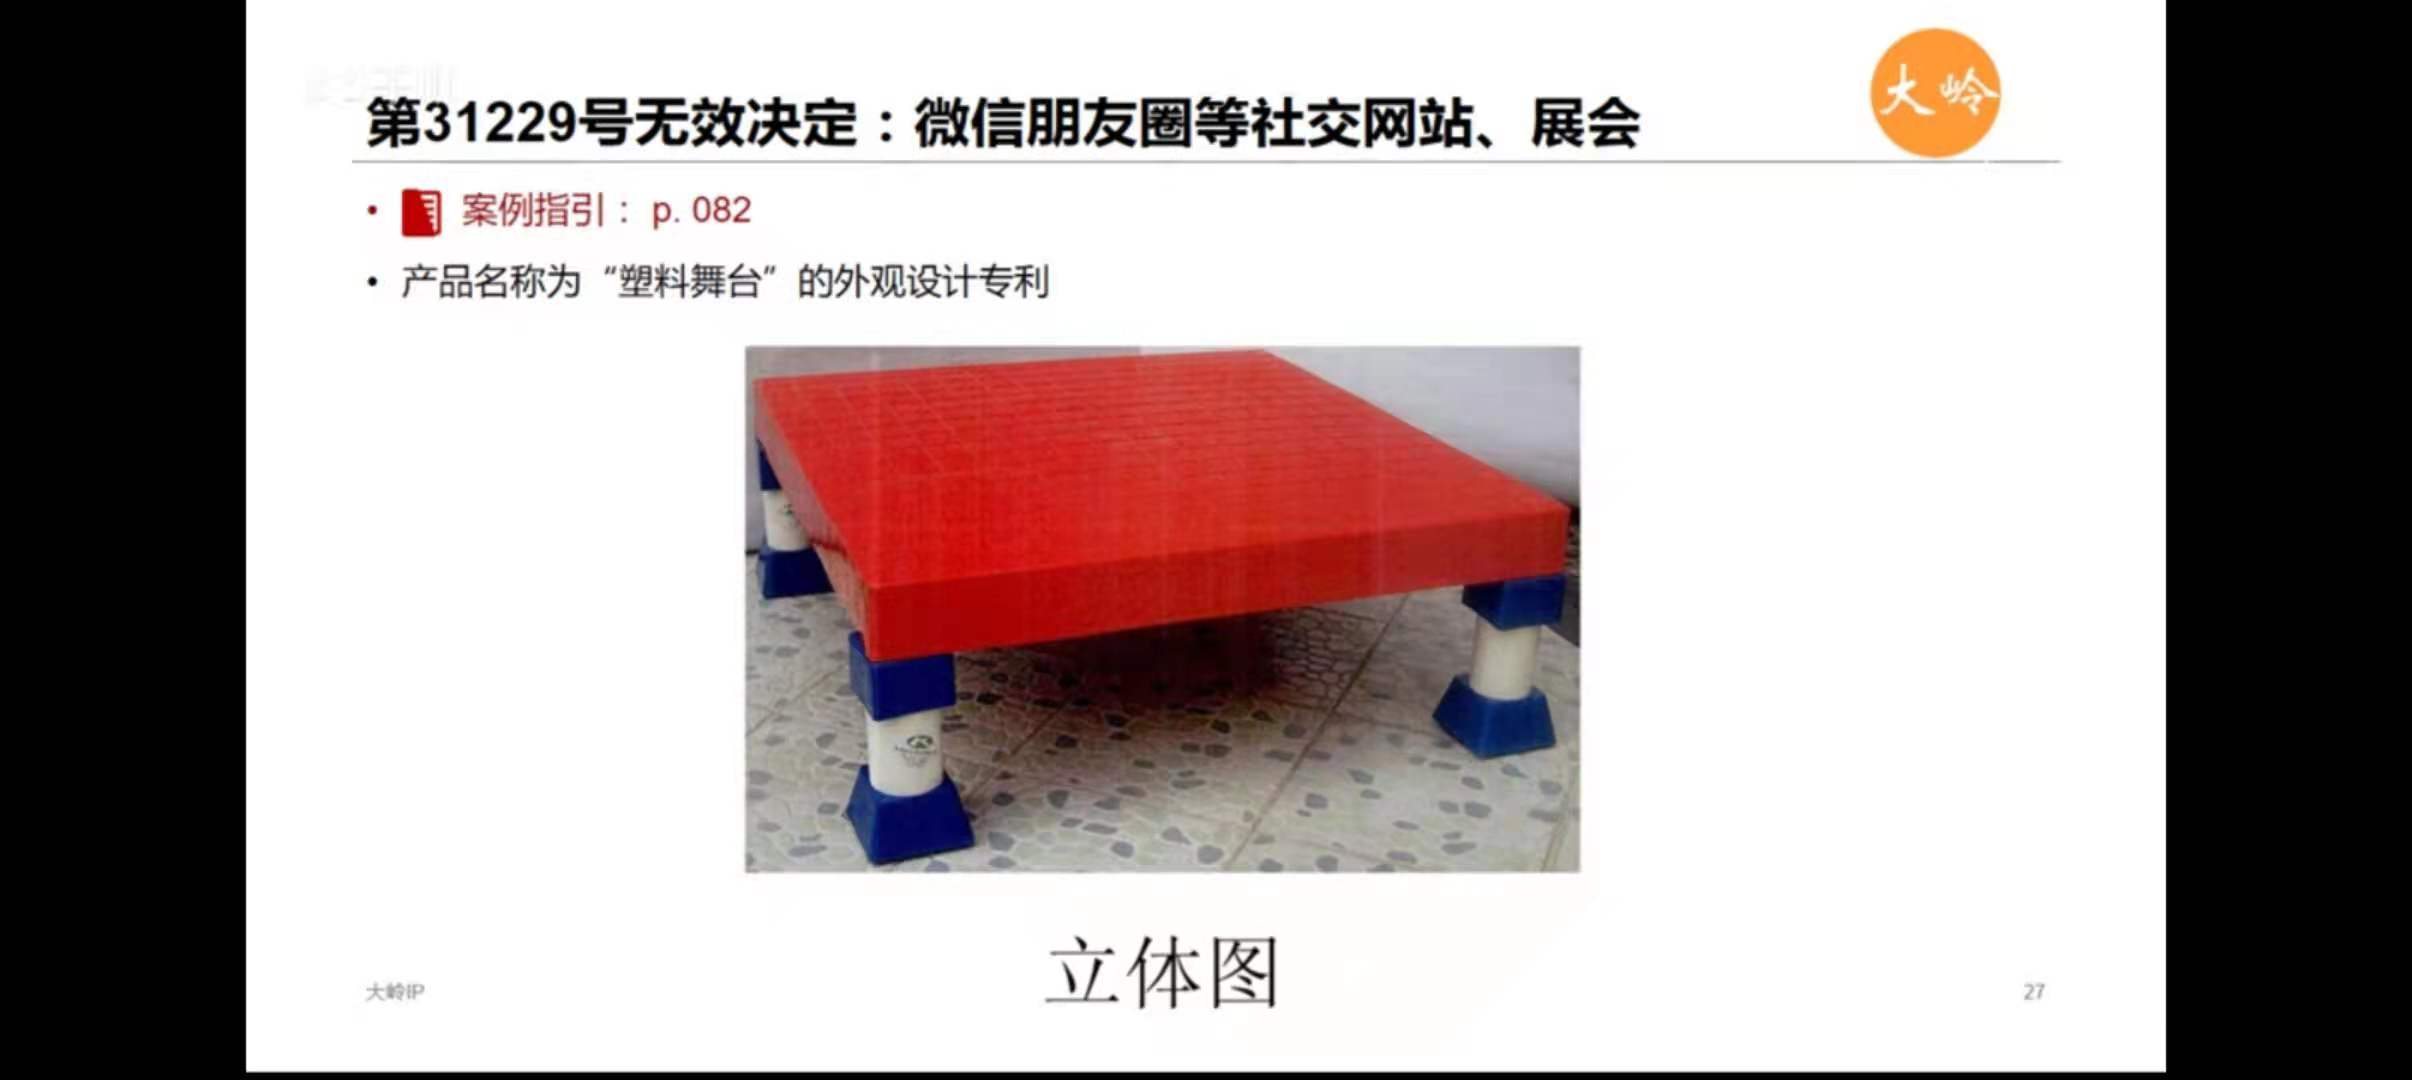 第31229号无效决定：微信朋友圈等社交网站、展会
大岭
• 案例指引： p. 082
• 产品名称为“塑料舞台”的外观设计专利
立体图
大岭IP
27